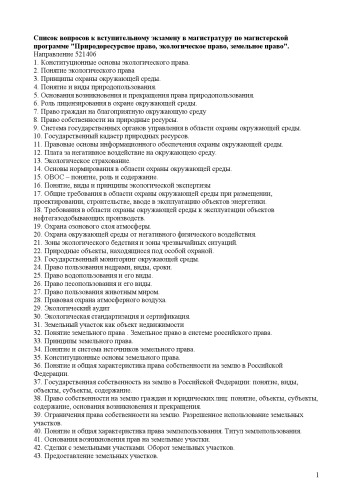 Список вопросов к вступительному экзамену в магистратуру по магистерской
программе "Природоресурсное право, экологическое право, земельное право".
Направление 521406
1. Конституционные основы экологического права.
2. Понятие экологического права
3. Принципы охраны окружающей среды.
4. Понятие и виды природопользования.
5. Основания возникновения и прекращения права природопользования.
6. Роль лицензирования в охране окружающей среды.
7. Право граждан на благоприятную окружающую среду
8. Право собственности на природные ресурсы.
9. Система государственных органов управления в области охраны окружающей среды.
10. Государственный кадастр природных ресурсов.
11. Правовые основы информационного обеспечения охраны окружающей среды.
12. Плата за негативное воздействие на окружающую среду.
13. Экологическое страхование.
14. Основы нормирования в области охраны окружающей среды.
15. ОВОС – понятие, роль и содержание.
16. Понятие, виды и принципы экологической экспертизы
17. Общие требования в области охраны окружающей среды при размещении,
проектировании, строительстве, вводе в эксплуатацию объектов энергетики.
18. Требования в области охраны окружающей среды к эксплуатации объектов
нефтегазодобывающих производств.
19. Охрана озонового слоя атмосферы.
20. Охрана окружающей среды от негативного физического воздействия.
21. Зоны экологического бедствия и зоны чрезвычайных ситуаций.
22. Природные объекты, находящиеся под особой охраной.
23. Государственный мониторинг окружающей среды.
24. Право пользования недрами, виды, сроки.
25. Право водопользования и его виды.
26. Право лесопользования и его виды.
27. Право пользования животным миром.
28. Правовая охрана атмосферного воздуха.
29. Экологический аудит
30. Экологическая стандартизация и сертификация.
31. Земельный участок как объект недвижимости
32. Понятие земельного права . Земельное право в системе российского права.
33. Принципы земельного права.
34. Понятие и система источников земельного права.
35. Конституционные основы земельного права.
36. Понятие и общая характеристика права собственности на землю в Российской
Федерации.
37. Государственная собственность на землю в Российской Федерации: понятие, виды,
объекты, субъекты, содержание.
38. Право собственности на землю граждан и юридических лиц: понятие, объекты, субъекты,
содержание, основания возникновения и прекращения.
39. Ограничения права собственности на землю. Разрешенное использование земельных
участков.
40. Понятие и общая характеристика права землепользования. Титул землепользования.
41. Основания возникновения прав на земельные участки.
42. Сделки с земельными участками. Оборот земельных участков.
43. Предоставление земельных участков.
1